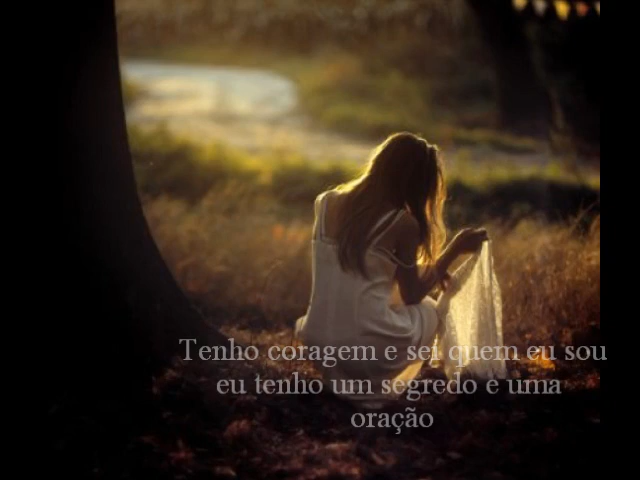 Tenho coragem e sei quem eu sou
eu tenho um segredo e uma
oração